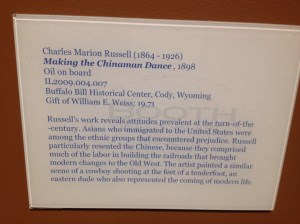 Charles Marion Russell (1864 - 1926)
Making the Chinaman Dance, 1898
Oil on board
IL2009.004.007
Buffalo Bill Historical Center, Cody, Wyoming
Gift of William E. Weiss, 19.71
BOOTH
Russell's work reveals attitudes prevalent at the turn-of-the
-century. Asians who immigrated to the United States were
among the ethnic groups that encountered prejudice. Russell
particularly resented the Chinese, because they comprised
much of the labor in building the railroads that brought
modern changes to the Old West. The artist painted a similar
scene of a cowboy shooting at the feet of a tenderfoot, an
eastern dude who also represented the coming of modern life.